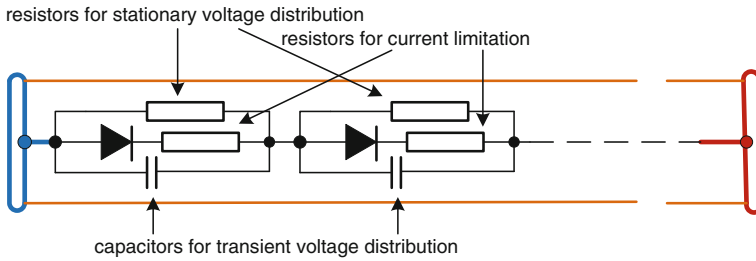 resistors for stationary voltage distribution
resistors for current limitation
capacitors for transient voltage distribution